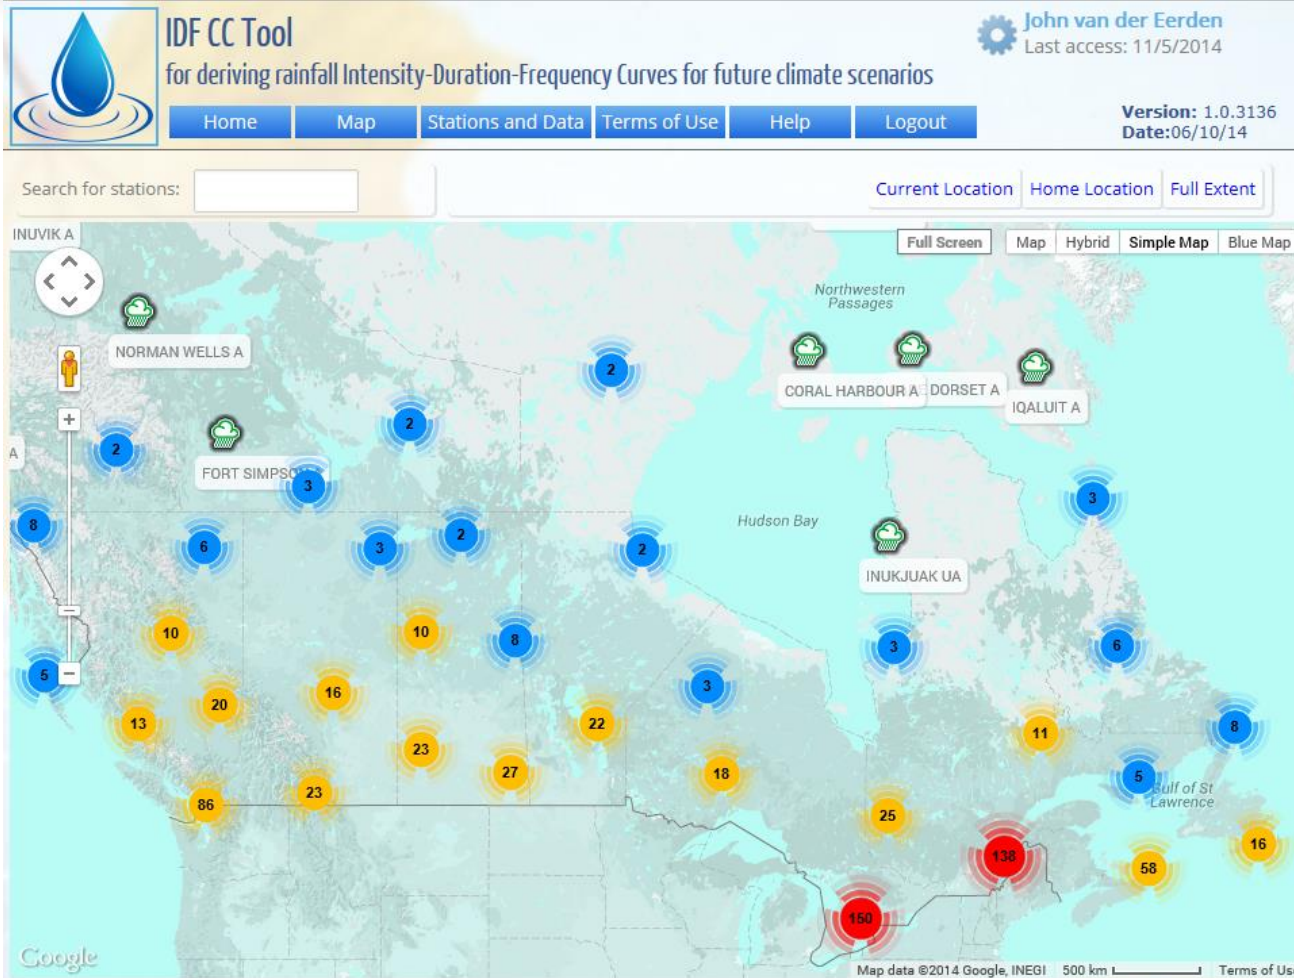 IDF CC Tool
for deriving rainfall Intensity-Duration-Frequency Curves for future climate scenarios
John van der Eerden
Last access: 11/5/2014
Home Map Stations and Data Terms of Use Help Logout
Version: 1.0.3136
Date:06/10/14
Search for stations:
Current Location Home Location Full Extent
INUVIK A
Full Screen Map Hybrid Simple Map Blue Map
Northwestern
Passages
NORMAN WELLS A
2
CORAL HARBOUR A
DORSET A
IQALUIT A
2
2
A
FORT SIMPSO
3
3
8
6
3
2
2
Hudson Bay
INUKJUAK UA
10
10
8
3
6
5
3
16
20
13
22
11
8
23
27
18
5
Gulf of St
Lawrence
86
23
25
16
138
58
150
Google
Map data ©2014 Google, INEGI 500 km Terms of Us